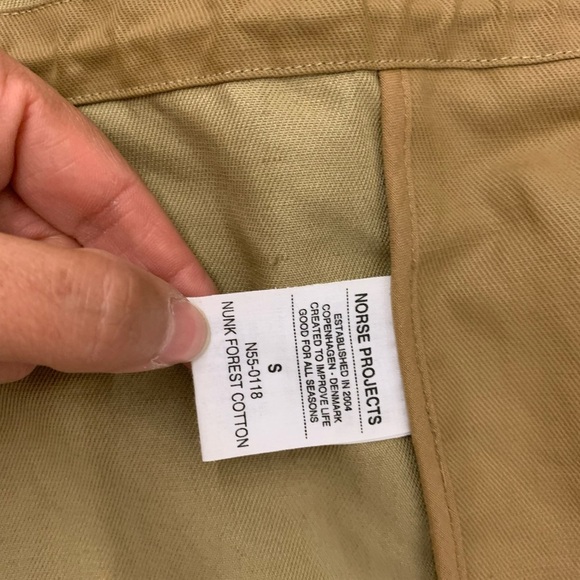 NORSE PROJECTS
ESTABLISHED IN 2004
COPENHAGEN - DENMARK
CREATED TO IMPROVE LIFE
GOOD FOR ALL SEASONS
S
N55-0118
NUNK FOREST COTTON